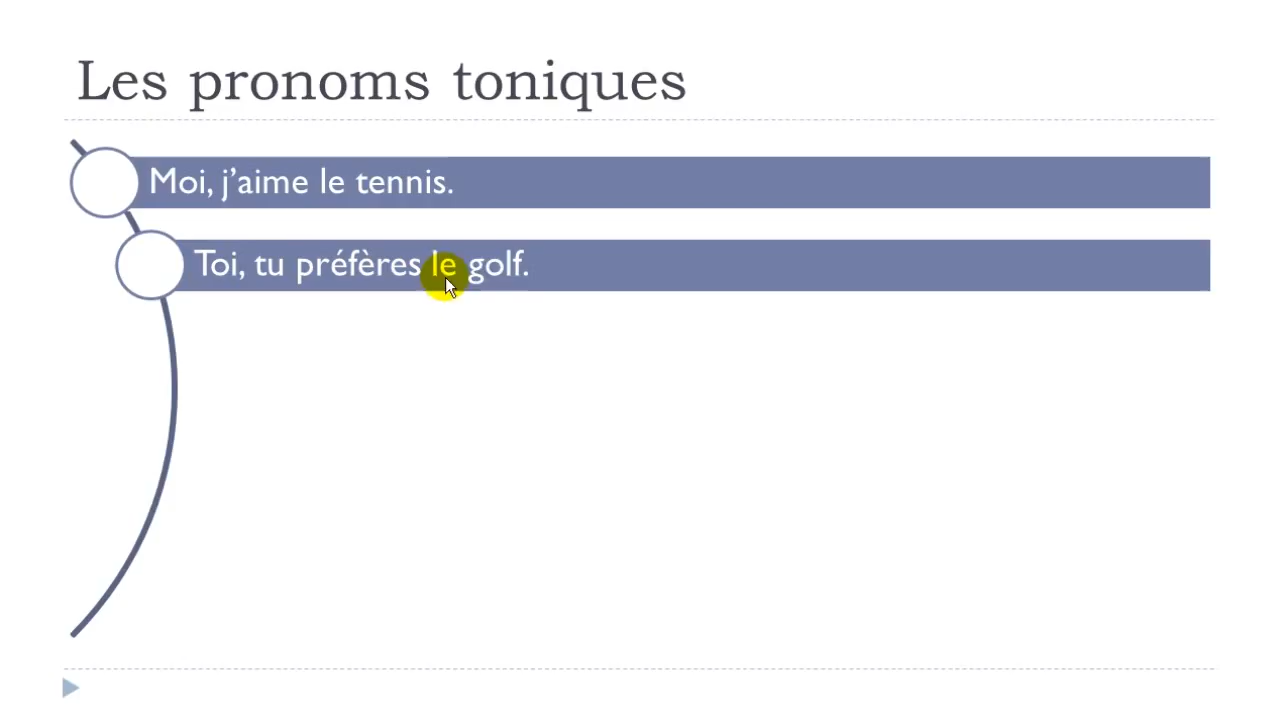 Les pronoms toniques
Moi, j’aime le tennis.
Toi, tu préfères le golf.